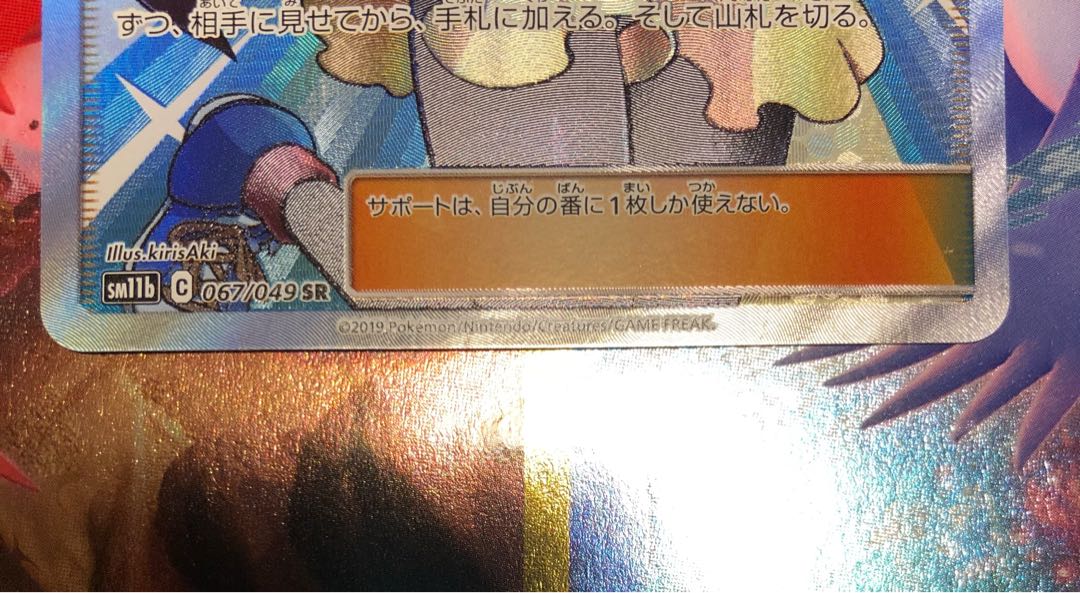 ずつ、相手に見せてから、手札に加える。そして山札を切る。
サポートは、自分の番に1枚しか使えない。
Illus.kirisAki
SM11b C 067/049 SR
©2019 Pokémon/Nintendo/Creatures/GAME FREAK.